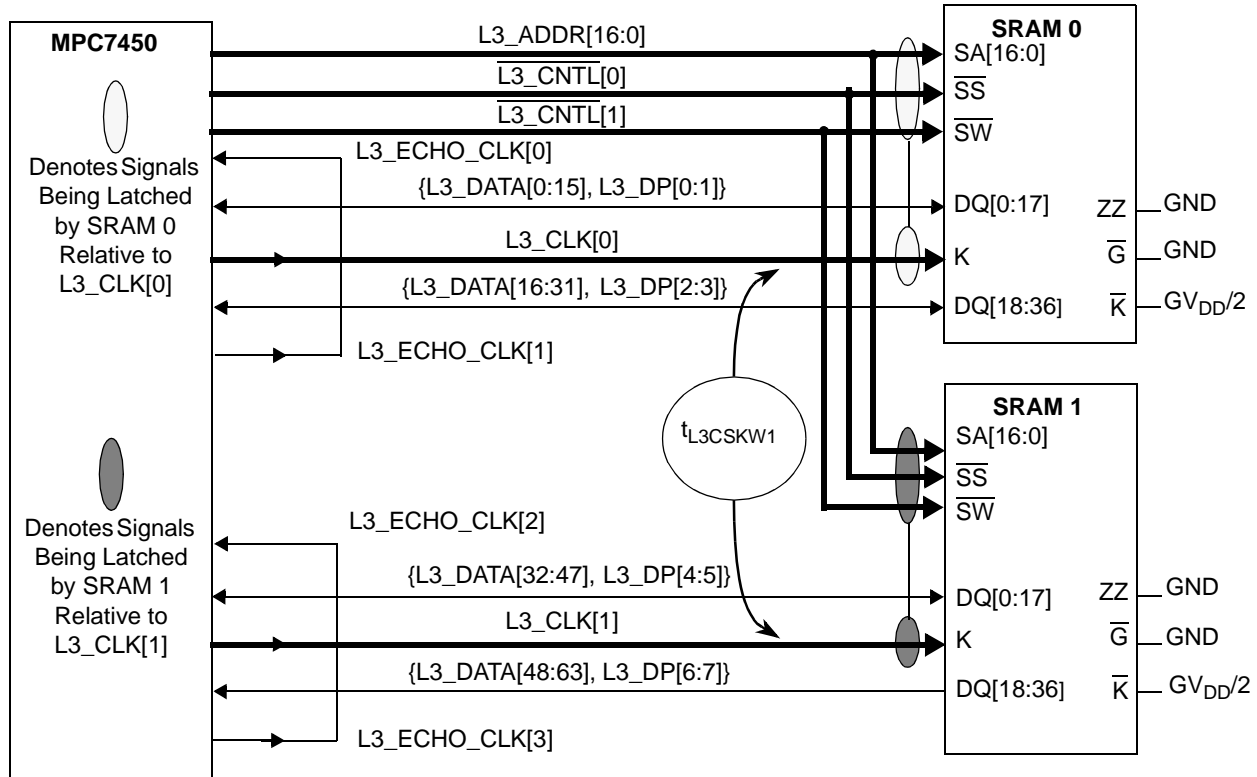 MPC7450
Denotes Signals
Being Latched
by SRAM 0
Relative to
L3_CLK[0]
Denotes Signals
Being Latched
by SRAM 1
Relative to
L3_CLK[1]
L3_ADDR[16:0]
L3_CNTL[0]
L3_CNTL[1]
L3_ECHO_CLK[0]
{L3_DATA[0:15], L3_DP[0:1]}
L3_CLK[0]
{L3_DATA[16:31], L3_DP[2:3]}
L3_ECHO_CLK[1]
tL3CSKW1
L3_ECHO_CLK[2]
{L3_DATA[32:47], L3_DP[4:5]}
L3_CLK[1]
{L3_DATA[48:63], L3_DP[6:7]}
L3_ECHO_CLK[3]
SRAM 0
SA[16:0]
SS
SW
DQ[0:17] ZZ GND
K G GND
DQ[18:36] K GVDD/2
SRAM 1
SA[16:0]
SS
SW
DQ[0:17] ZZ GND
K G GND
DQ[18:36] K GVDD/2